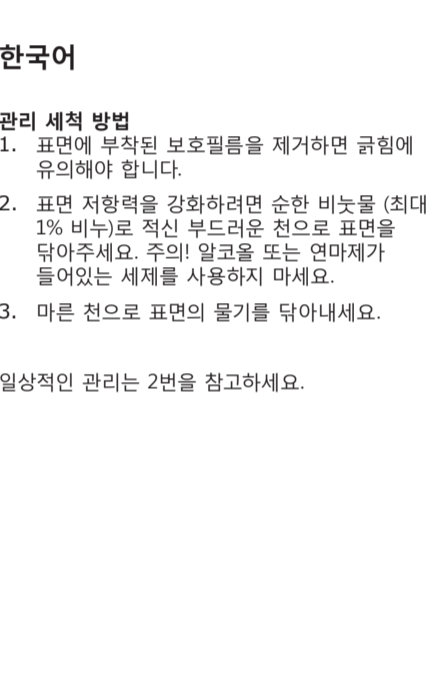 한국어
관리 세척 방법
1. 표면에 부착된 보호필름을 제거하면 긁힘에
유의해야 합니다.
2. 표면 저항력을 강화하려면 순한 비눗물 (최대
1% 비누)로 적신 부드러운 천으로 표면을
닦아주세요. 주의! 알코올 또는 연마제가
들어있는 세제를 사용하지 마세요.
3. 마른 천으로 표면의 물기를 닦아내세요.
일상적인 관리는 2번을 참고하세요.